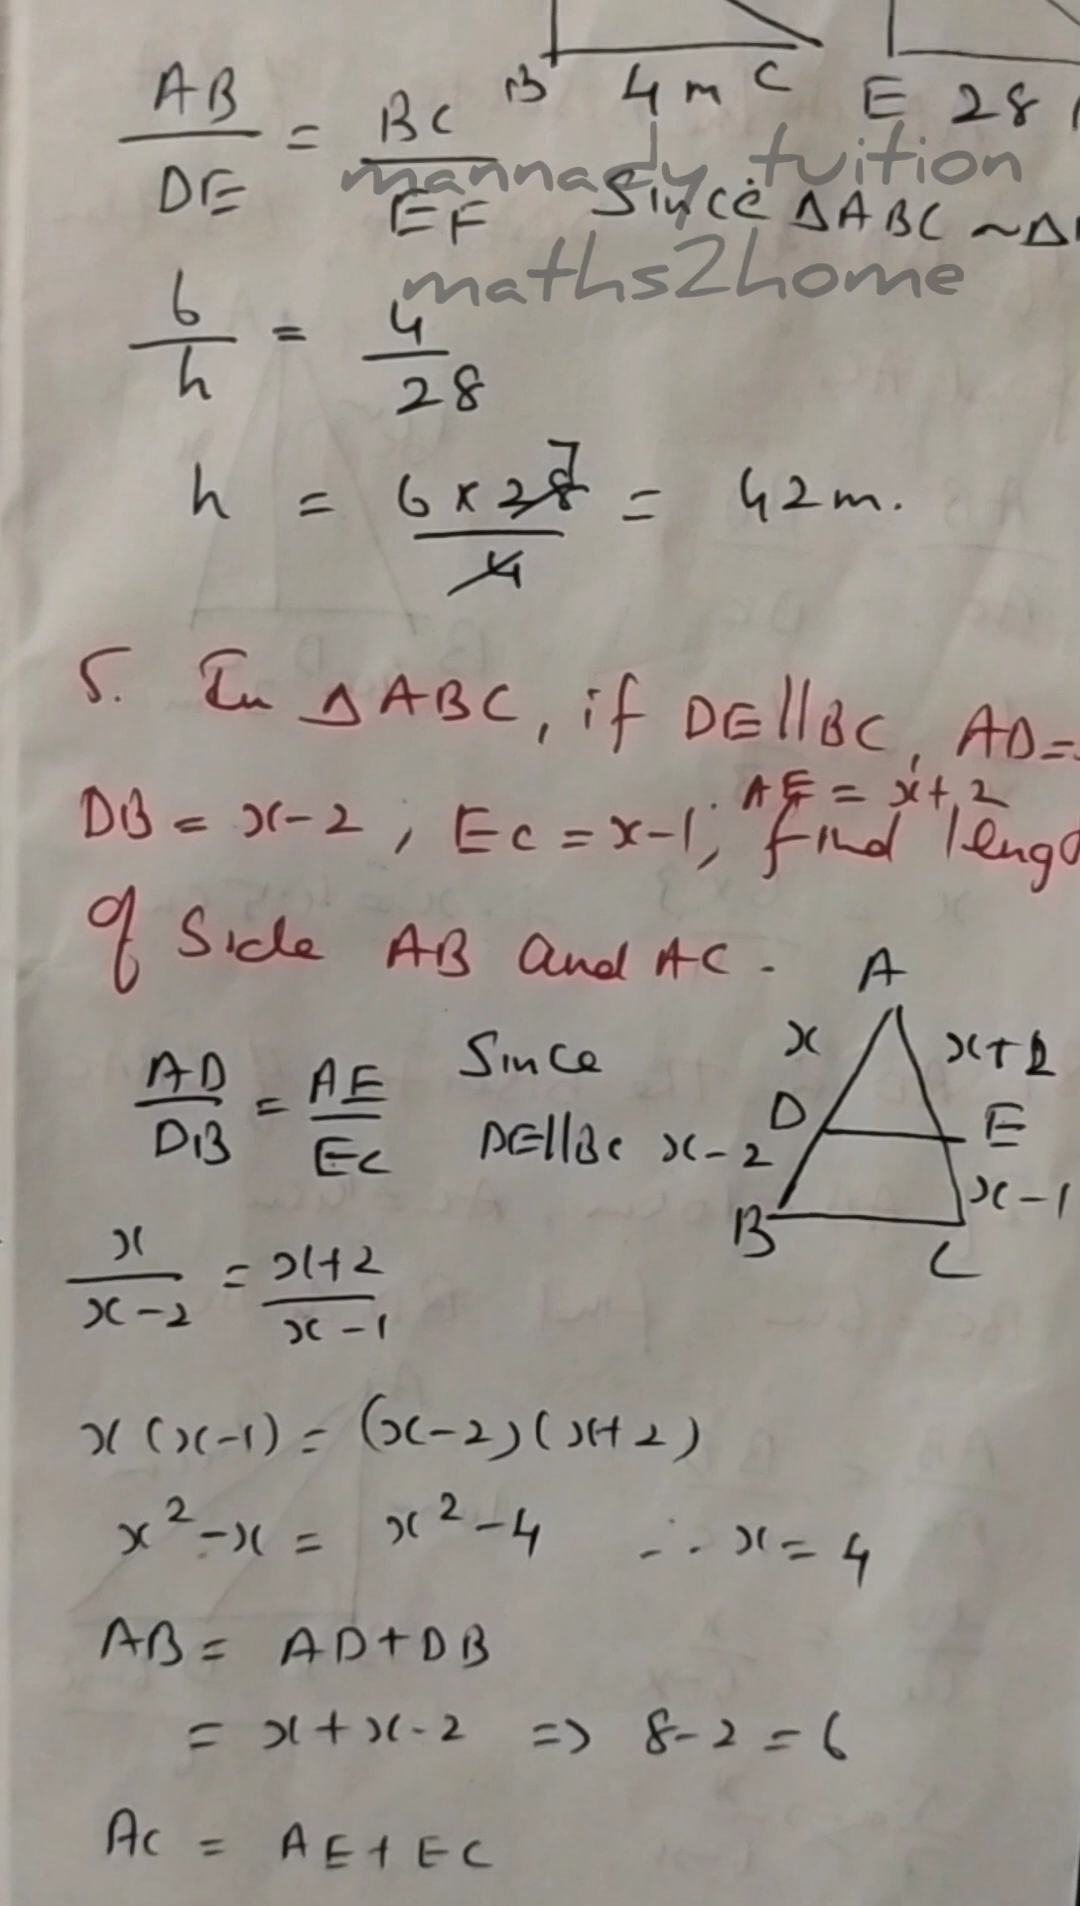 B 4 m C E 28
AB/DE = BC/EF Since ΔABC ~Δ
mannady tuition
maths2home
6/h = 4/28
h = 6 x 28/4 7 = 42m.
5. In ΔABC, if DE||BC, AD=
DB = x-2, EC = x-1, AE = x+2 find
of Side AB and AC.
A
x x+2
D E
x-2 x-1
B C
AD/DB = AE/EC Since DE||BC
x/x-2 = x+2/x-1
x(x-1) = (x-2)(x+2)
x²-x = x²-4 ∴ x = 4
AB = AD+DB
= x+x-2 => 8-2 = 6
AC = AE+EC